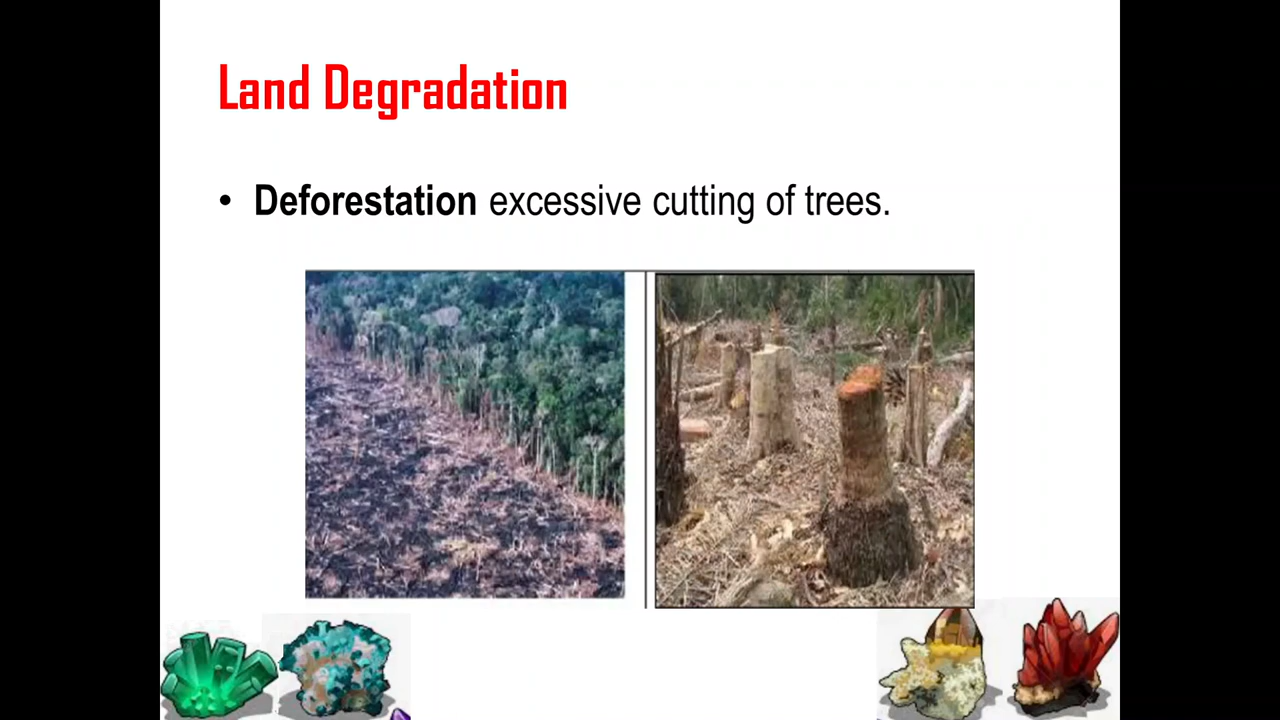 Land Degradation
• Deforestation excessive cutting of trees.